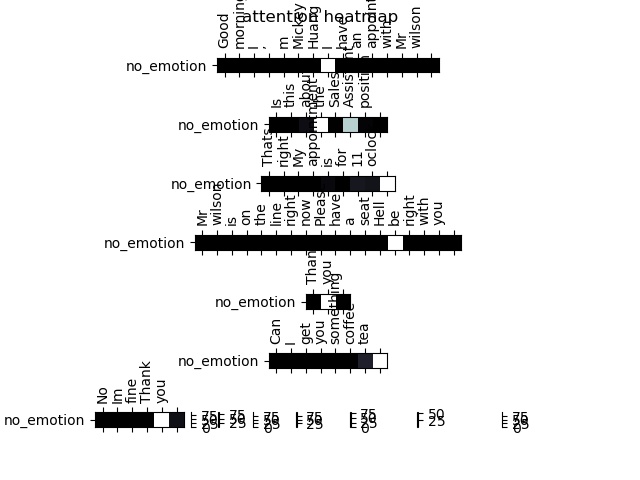 attention heatmap
Good morning I , m Mickey Huang I have an appoint with Mr wilson
no_emotion
Is this about the Sales Assistant position
no_emotion
Thats right My appointment is for 11 oclock
no_emotion
Mr wilson is on the line right now Please have a seat Hell be right with you
no_emotion
Thank you
no_emotion
Can I get you something coffee tea
no_emotion
No Im fine Thank you
no_emotion
75 75 75 75 75 50 75
50 50 50 50 50 25 50
25 25 25 25 25 25
0 0 0 0